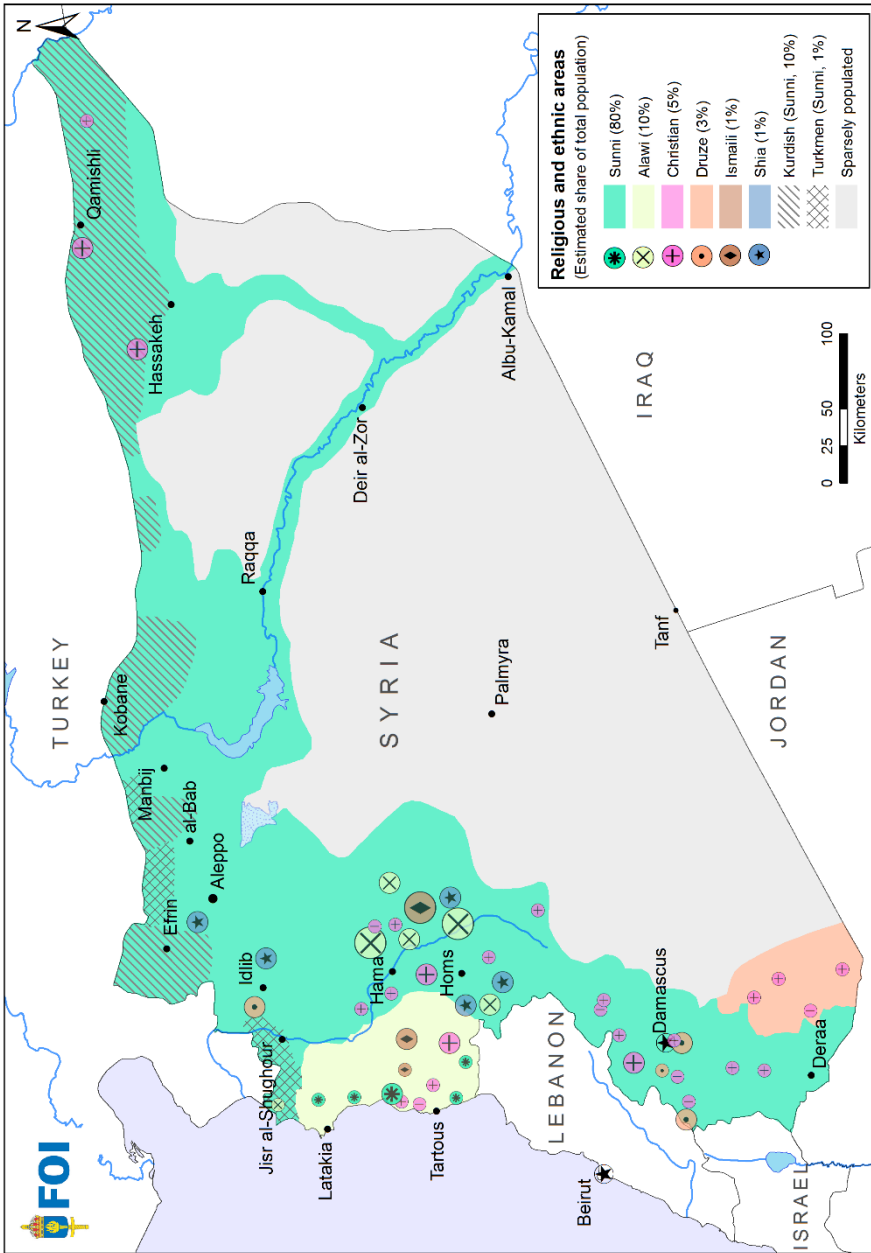 FOI
N
TURKEY
SYRIA
IRAQ
JORDAN
LEBANON
ISRAEL
Qamishli
Hassakeh
Kobane
Manbij
al-Bab
Efrin
Aleppo
Raqqa
Idlib
Jisr al-Shughour
Latakia
Deir al-Zor
Hama
Tartous
Homs
Palmyra
Albu-Kamal
Beirut
Damascus
Tanf
Deraa
Religious and ethnic areas
(Estimated share of total population)
Sunni (80%)
Alawi (10%)
Christian (5%)
Druze (3%)
Ismaili (1%)
Shia (1%)
Kurdish (Sunni, 10%)
Turkmen (Sunni, 1%)
Sparsely populated
0 25 50 100
Kilometers